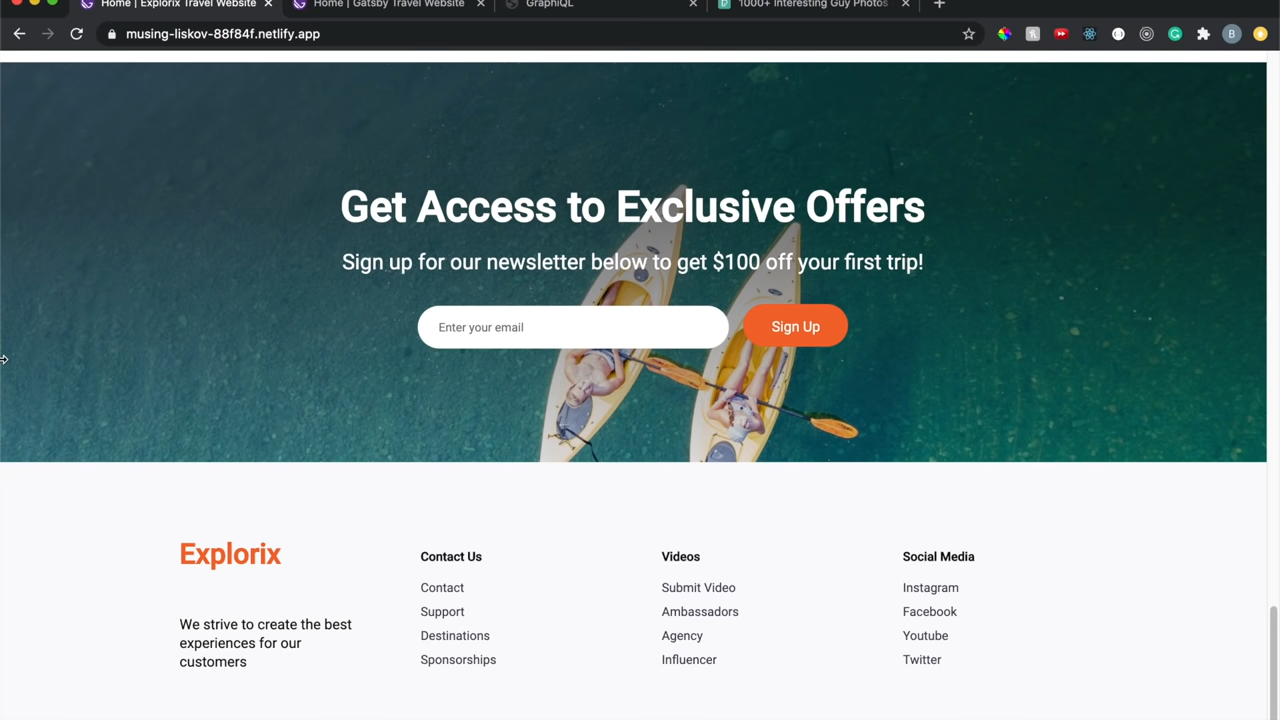 Home | Explorix Travel Website
Home | Gatsby Travel Website
GraphiQL
1000+ Interesting Guy Photos
musing-liskov-88f84f.netlify.app
B
Get Access to Exclusive Offers
Sign up for our newsletter below to get $100 off your first trip!
Enter your email
Sign Up
Explorix
We strive to create the best
experiences for our
customers
Contact Us
Contact
Support
Destinations
Sponsorships
Videos
Submit Video
Ambassadors
Agency
Influencer
Social Media
Instagram
Facebook
Youtube
Twitter